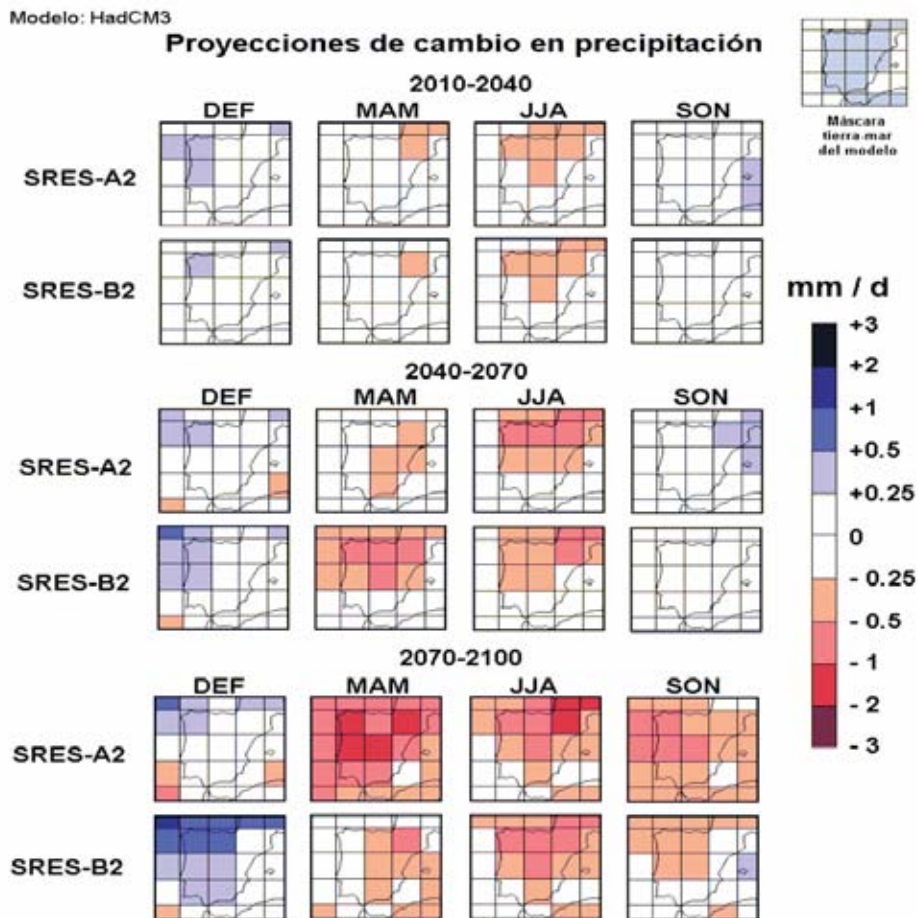 Modelo: HadCM3
Proyecciones de cambio en precipitación
Máscara
tierra-mar
del modelo
2010-2040
DEF MAM JJA SON
SRES-A2
SRES-B2
2040-2070
DEF MAM JJA SON
SRES-A2
SRES-B2
2070-2100
DEF MAM JJA SON
SRES-A2
SRES-B2
mm / d
+3
+2
+1
+0.5
+0.25
0
- 0.25
- 0.5
- 1
- 2
- 3